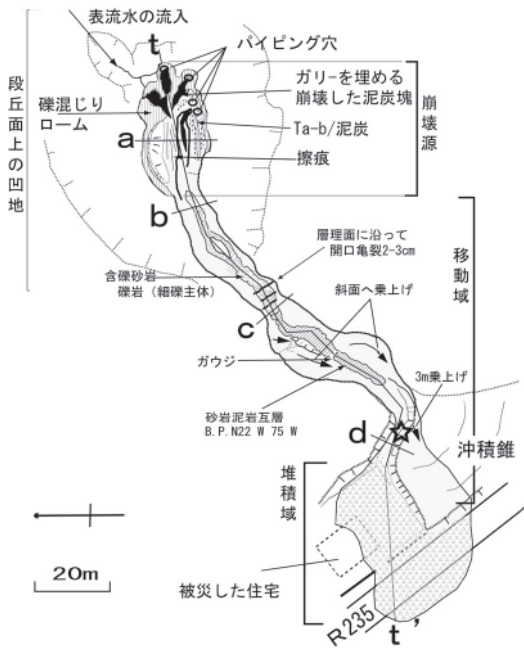 表流水の流入
t
パイピング穴
段丘面上の凹地
礫混じり
ローム
ガリーを埋める
崩壊した泥炭塊
崩壊源
a
Ta-b/泥炭
擦痕
b
層理面に沿って
開口亀裂2-3cm
移動域
含礫砂岩
礫岩（細礫主体）
斜面へ乗上げ
c
ガウジ
3m乗上げ
砂岩泥岩互層
B.P.N22 W 75 W
d
沖積錐
堆積域
20m
被災した住宅
R235
t'